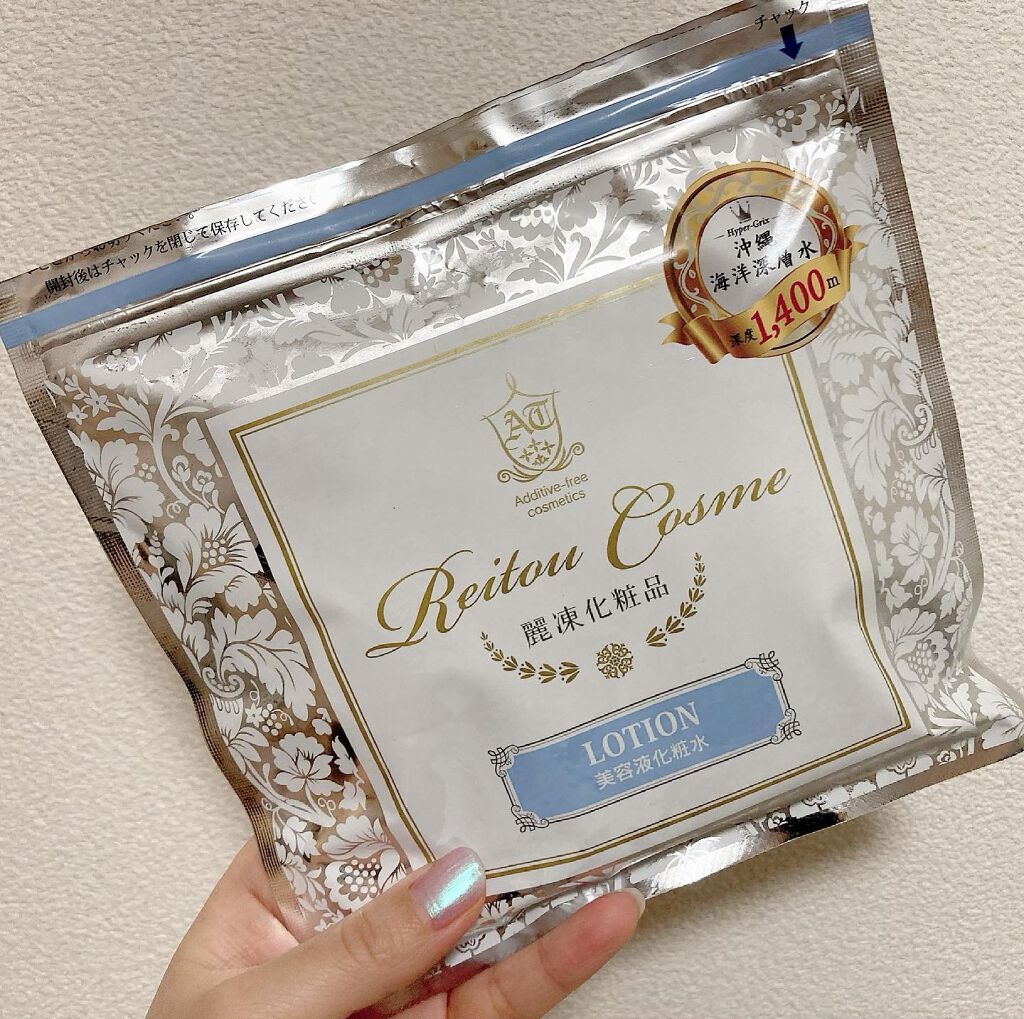 チャック
開封後はチャックを閉じて保存してください
Hyper-Grix
沖縄
海洋深層水
深度1,400m
AT
Additive-free
cosmetics
Reitou Cosme
麗凍化粧品
LOTION
美容液化粧水